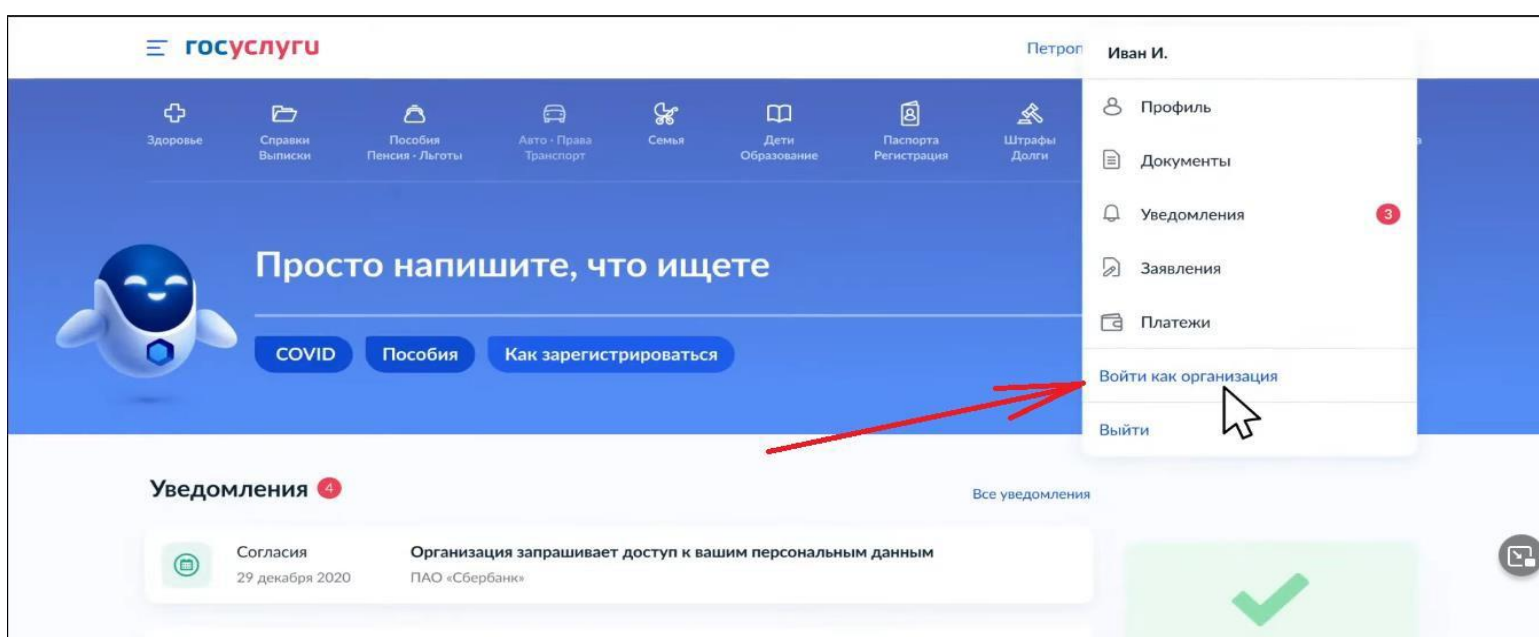 госуслуги
Петроп
Иван И.
Здоровье
Справки
Выписки
Пособия
Пенсия - Льготы
Авто - Права
Транспорт
Семья
Дети
Образование
Паспорта
Регистрация
Штрафы
Долги
Профиль
Документы
Уведомления 3
Заявления
Платежи
Войти как организация
Выйти
Просто напишите, что ищете
COVID Пособия Как зарегистрироваться
Уведомления 4
Все уведомления
Согласия
29 декабря 2020
Организация запрашивает доступ к вашим персональным данным
ПАО «Сбербанк»